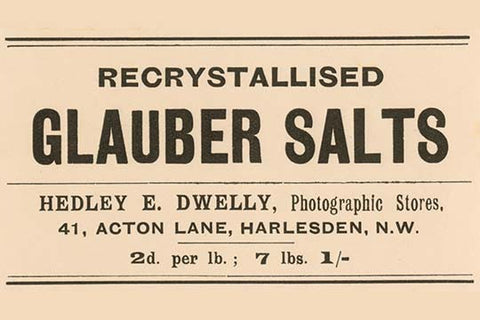 RECRYSTALLISED
GLAUBER SALTS
HEDLEY E. DWELLY, Photographic Stores,
41, ACTON LANE, HARLESDEN, N.W.
2d. per lb.; 7 lbs. 1/-